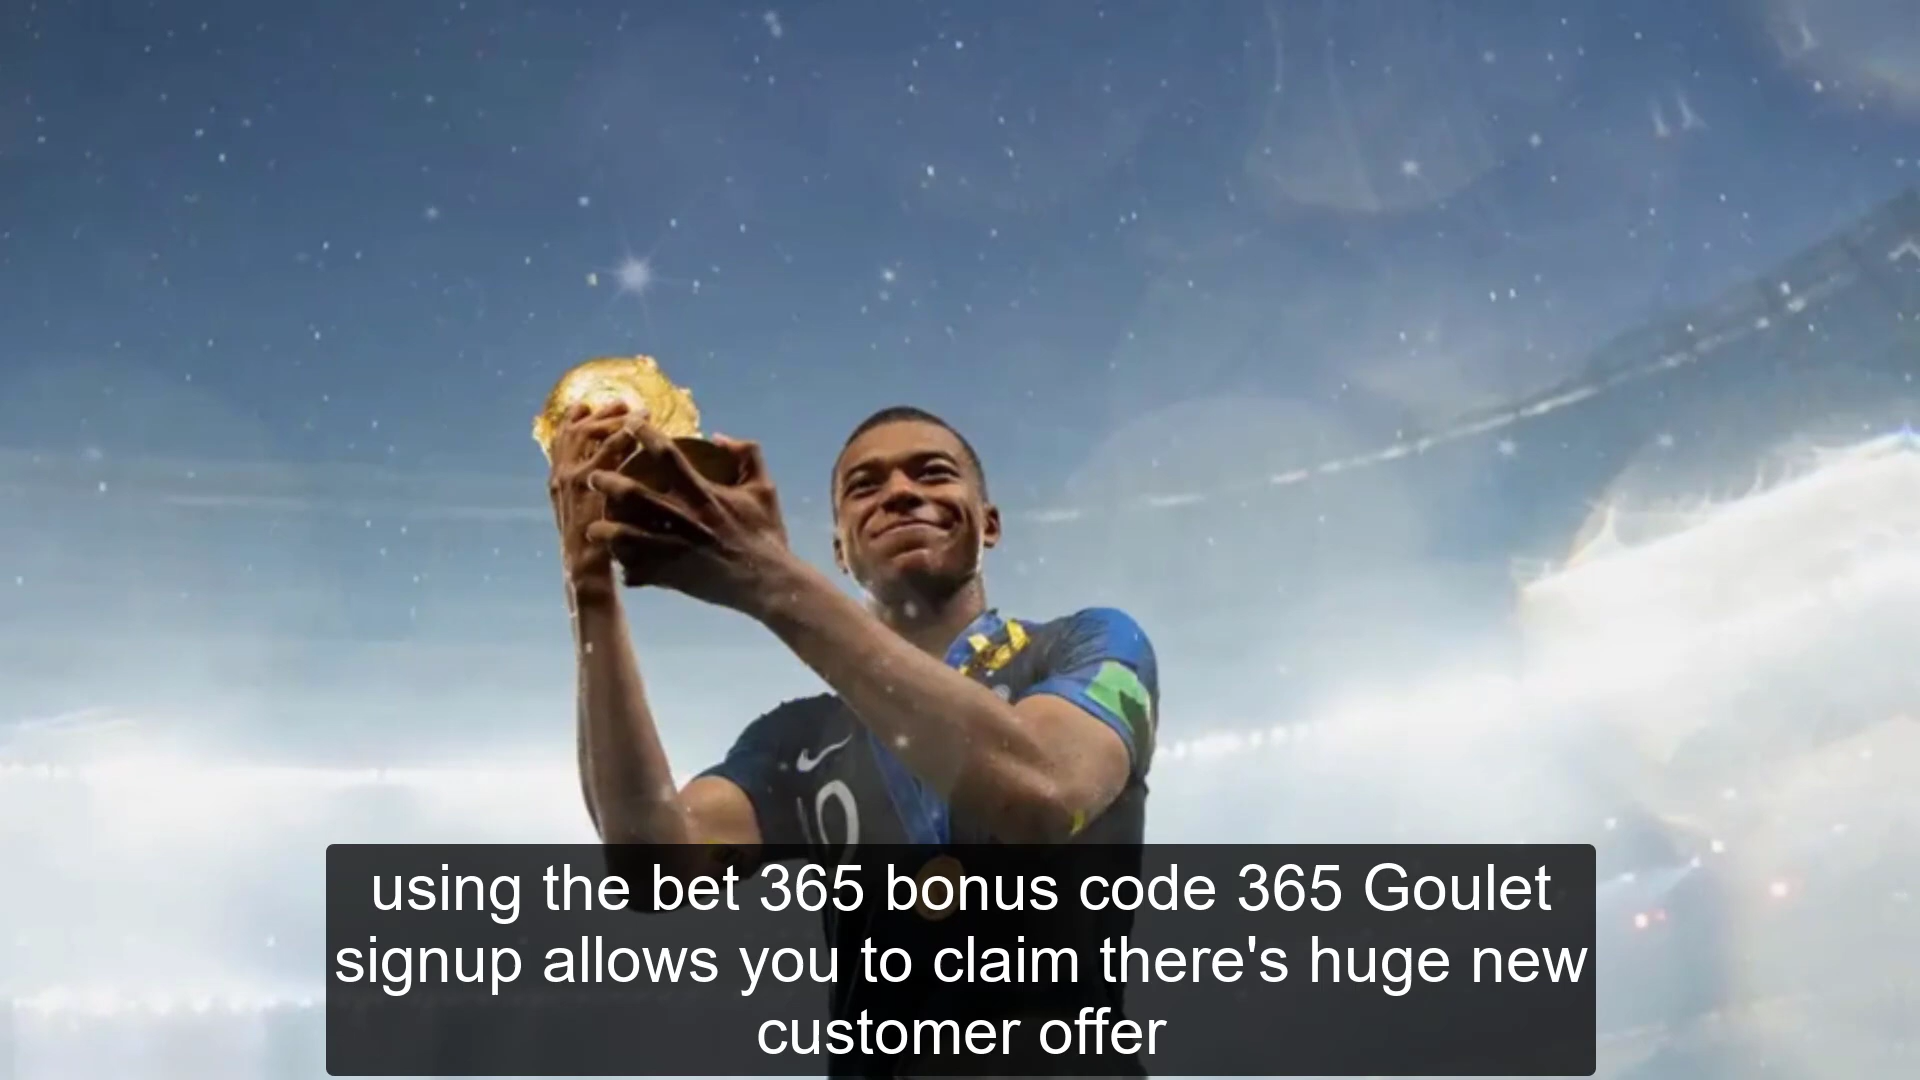 using the bet 365 bonus code 365 Goulet
signup allows you to claim there's huge new
customer offer